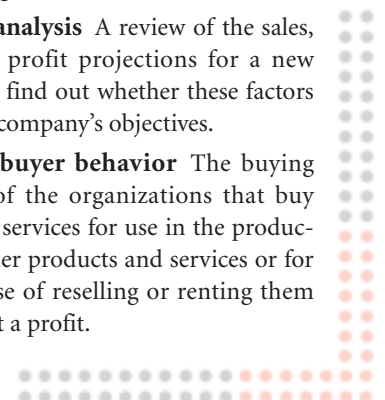 analysis A review of the sales,
profit projections for a new
find out whether these factors
company's objectives.
buyer behavior The buying
of the organizations that buy
services for use in the produc-
er products and services or for
se of reselling or renting them
t a profit.